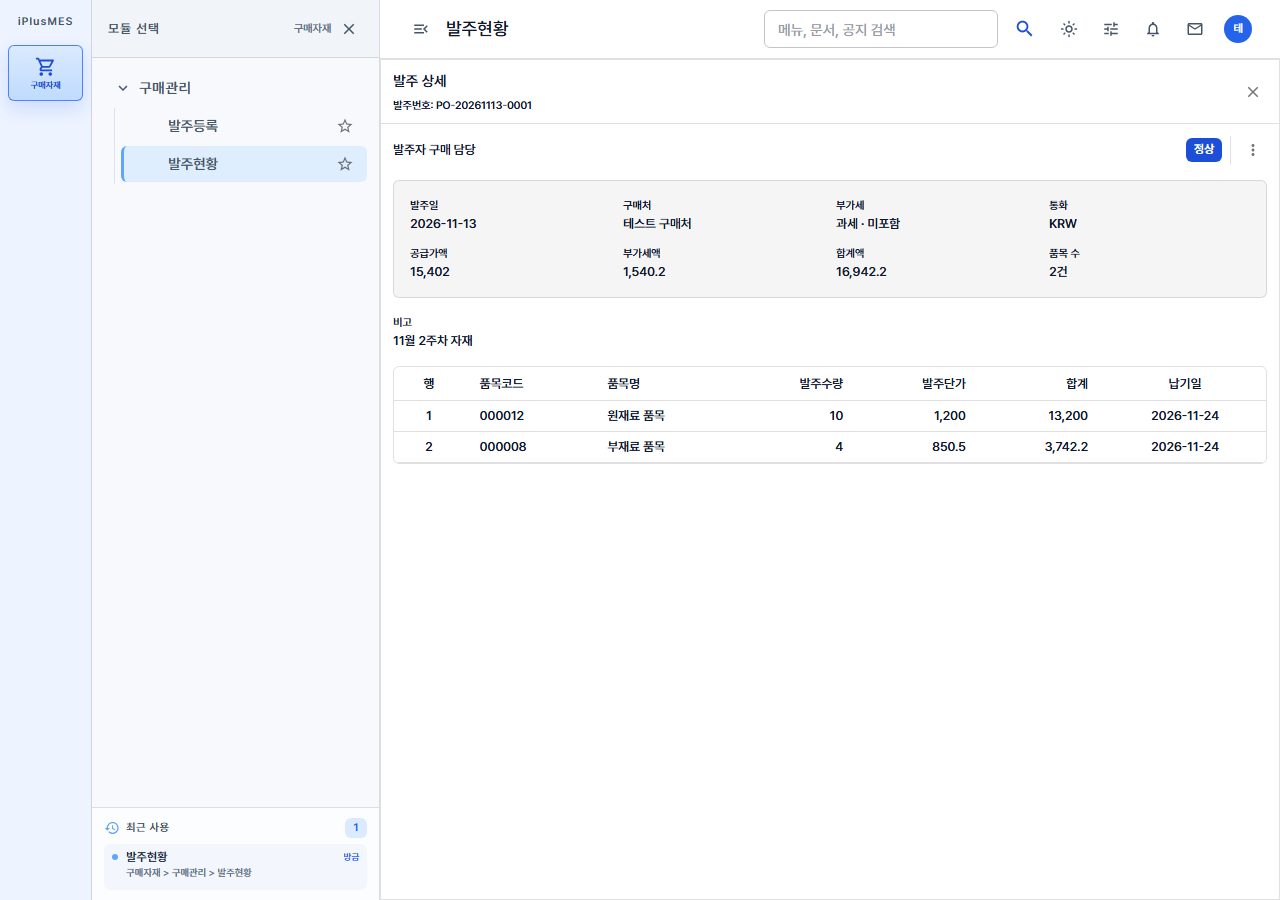 iPlusMES
구매자재
모듈 선택
구매자재
구매관리
발주등록
발주현황
최근 사용
1
발주현황
방금
구매자재 > 구매관리 > 발주현황
발주현황
메뉴, 문서, 공지 검색
테
발주 상세
발주번호: PO-20261113-0001
발주자 구매 담당
정상
발주일 구매처 부가세 통화
2026-11-13 테스트 구매처 과세 · 미포함 KRW
공급가액 부가세액 합계액 품목 수
15,402 1,540.2 16,942.2 2건
비고
11월 2주차 자재
행 품목코드 품목명 발주수량 발주단가 합계 납기일
1 000012 원재료 품목 10 1,200 13,200 2026-11-24
2 000008 부재료 품목 4 850.5 3,742.2 2026-11-24